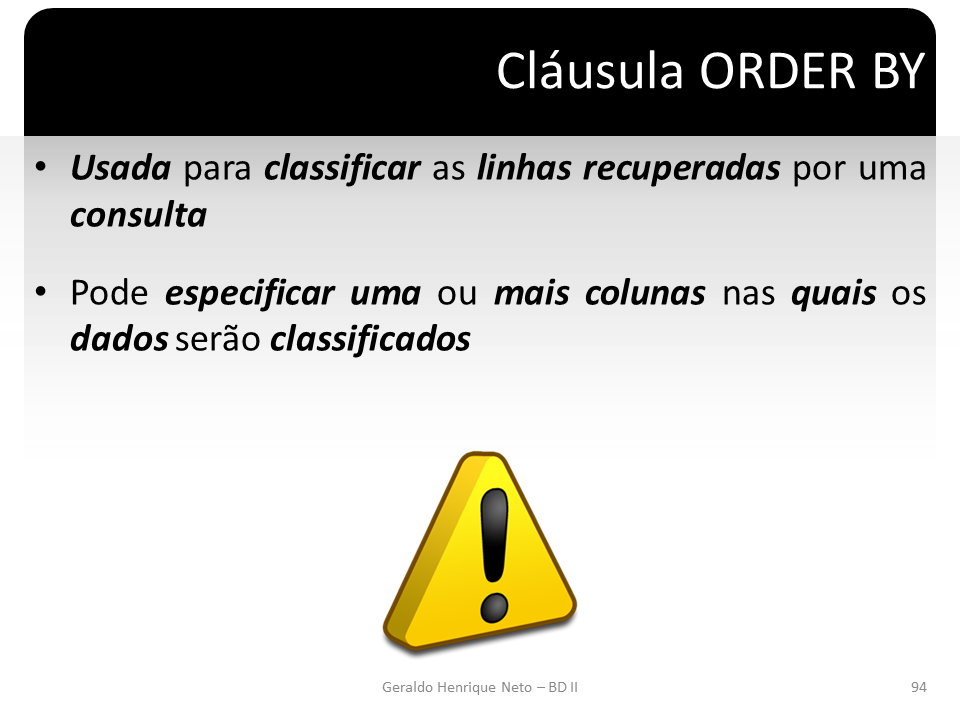 Cláusula ORDER BY
• Usada para classificar as linhas recuperadas por uma
consulta
• Pode especificar uma ou mais colunas nas quais os
dados serão classificados
Geraldo Henrique Neto – BD II
94